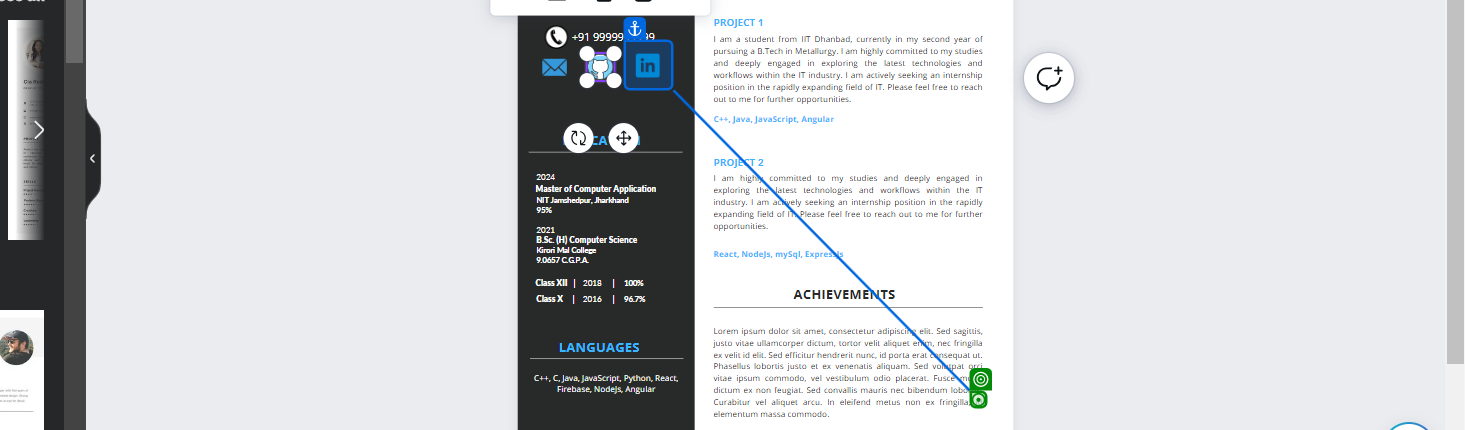 +91 99999
99
in
2024
Master of Computer Application
NIT Jamshedpur, Jharkhand
95%
2021
B.Sc. (H) Computer Science
Kirori Mal College
9.0657 C.G.P.A.
Class XII | 2018 | 100%
Class X | 2016 | 96.7%
LANGUAGES
C++, C, Java, JavaScript, Python, React,
Firebase, NodeJs, Angular
PROJECT 1
I am a student from IIT Dhanbad, currently in my second year of
pursuing a B.Tech in Metallurgy. I am highly committed to my studies
and deeply engaged in exploring the latest technologies and
workflows within the IT industry. I am actively seeking an internship
position in the rapidly expanding field of IT. Please feel free to reach
out to me for further opportunities.
C++, Java, JavaScript, Angular
PROJECT 2
I am highly committed to my studies and deeply engaged in
exploring the latest technologies and workflows within the IT
industry. I am actively seeking an internship position in the rapidly
expanding field of IT. Please feel free to reach out to me for further
opportunities.
React, NodeJs, mySql, ExpressJs
ACHIEVEMENTS
Lorem ipsum dolor sit amet, consectetur adipiscing elit. Sed sagittis,
justo vitae ullamcorper dictum, tortor velit aliquet enim, nec fringilla
ex velit id elit. Sed efficitur hendrerit nunc, id porta erat consequat ut.
Phasellus lobortis justo et ex venenatis aliquam. Sed volutpat orci
vitae ipsum commodo, vel vestibulum odio placerat. Fusce
dictum ex non feugiat. Sed convallis mauris nec bibendum
Curabitur vel aliquet arcu. In eleifend metus non ex fringilla,
elementum massa commodo.